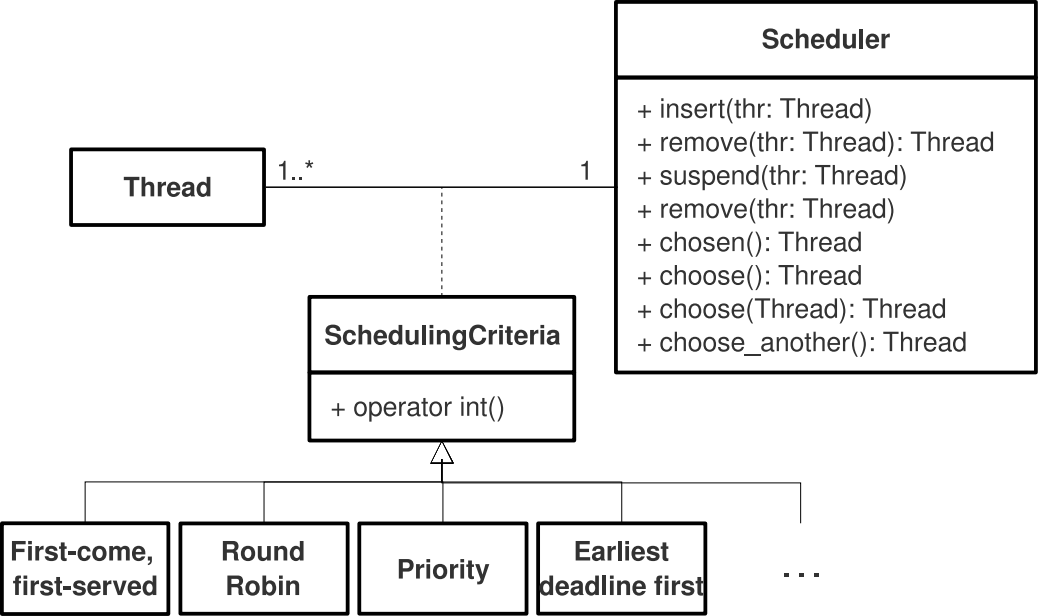 Scheduler
+ insert(thr: Thread)
+ remove(thr: Thread): Thread
+ suspend(thr: Thread)
+ remove(thr: Thread)
+ chosen(): Thread
+ choose(): Thread
+ choose(Thread): Thread
+ choose_another(): Thread
Thread
1..*
1
SchedulingCriteria
+ operator int()
First-come,
first-served
Round
Robin
Priority
Earliest
deadline first
...